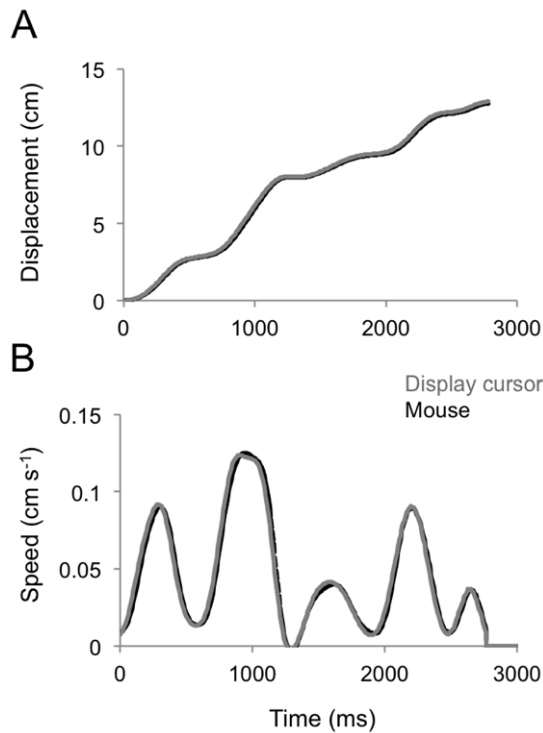 A
Displacement (cm)
15
10
5
0
0 1000 2000 3000
B
Display cursor
Mouse
Speed (cm s-1)
0.15
0.1
0.05
0
0 1000 2000 3000
Time (ms)